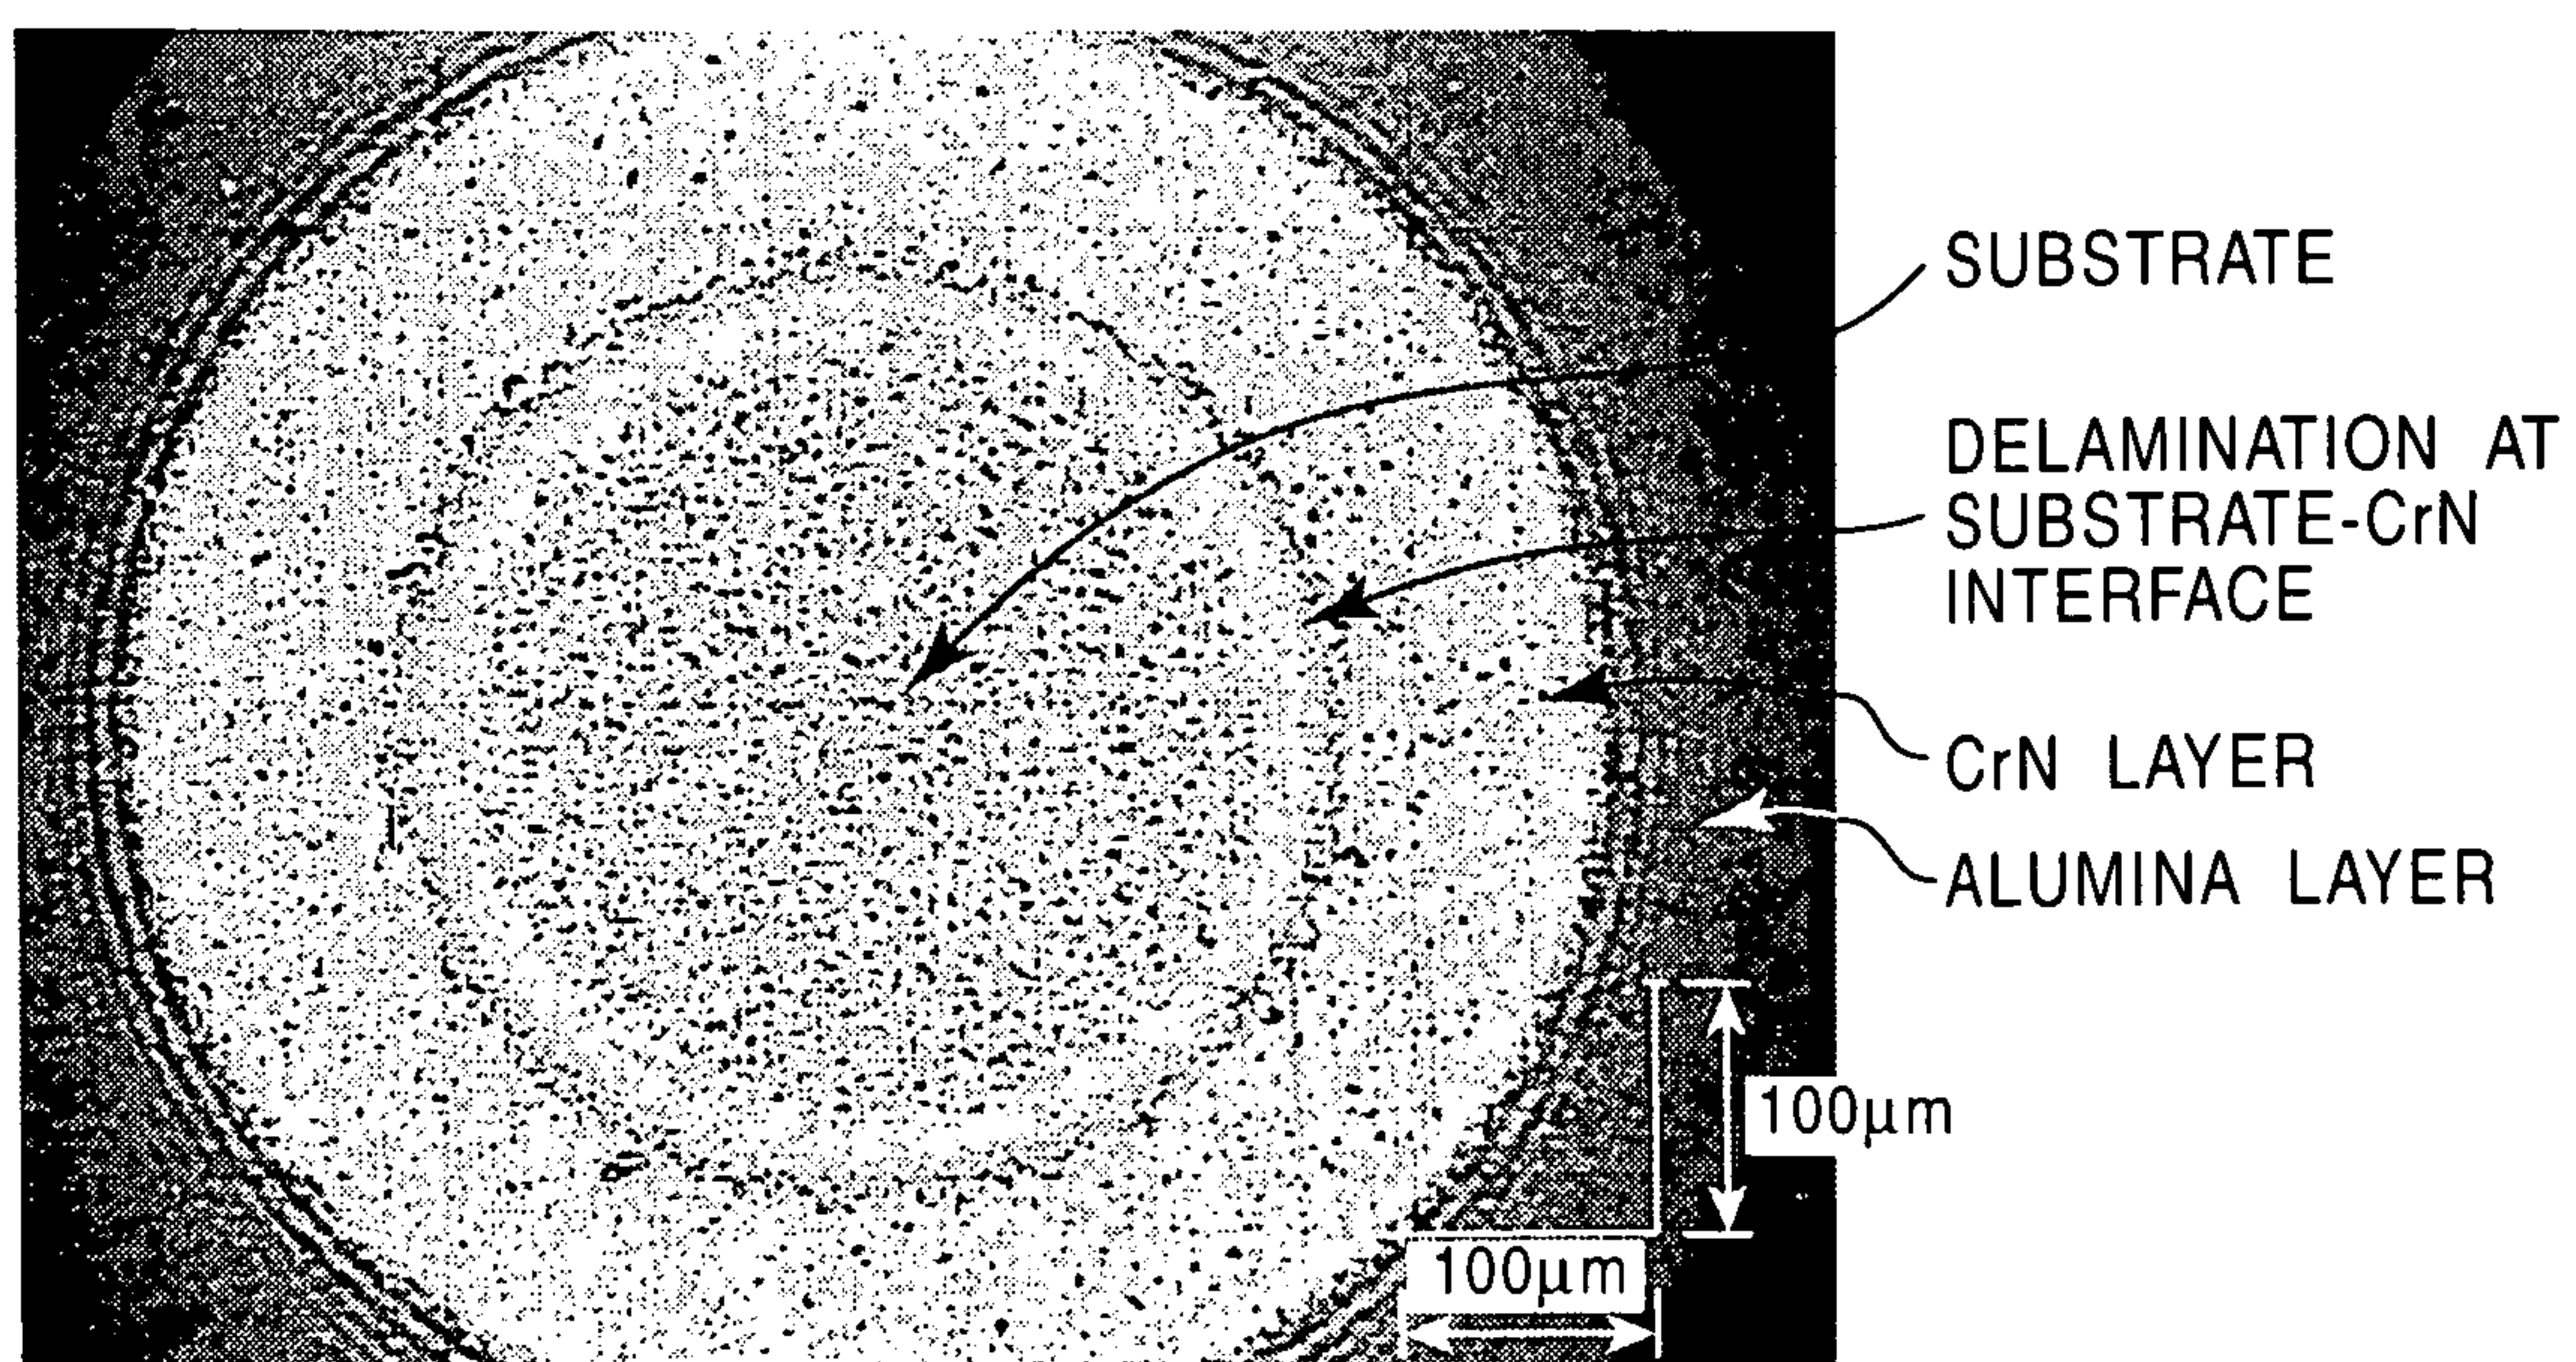 SUBSTRATE
DELAMINATION AT
SUBSTRATE-CrN
INTERFACE
CrN LAYER
ALUMINA LAYER
100μm
100μm